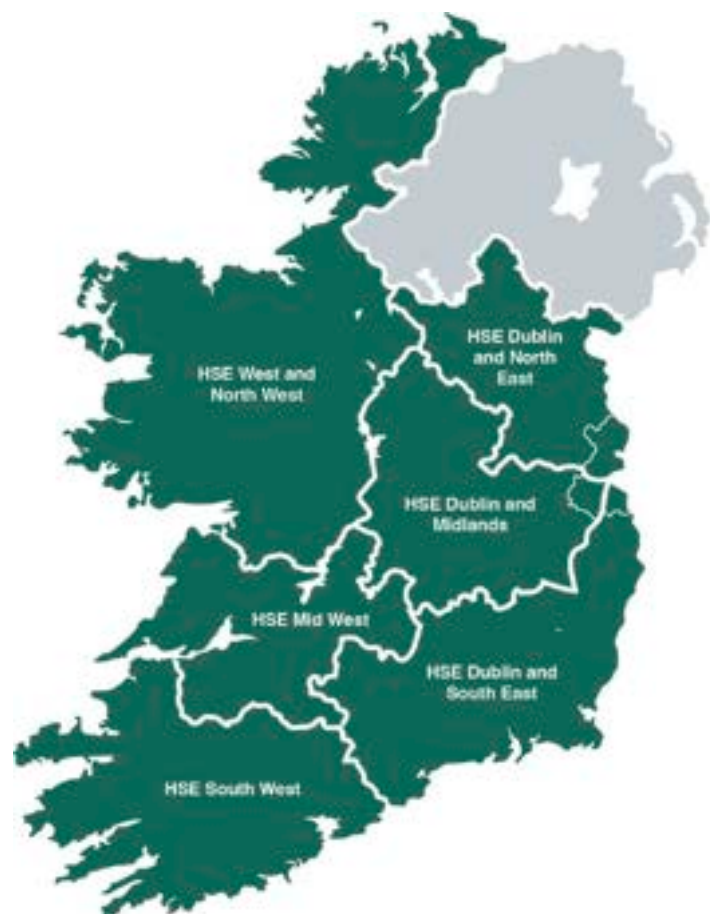 HSE Dublin
and North
East
HSE West and
North West
HSE Dublin and
Midlands
HSE Mid West
HSE Dublin and
South East
HSE South West